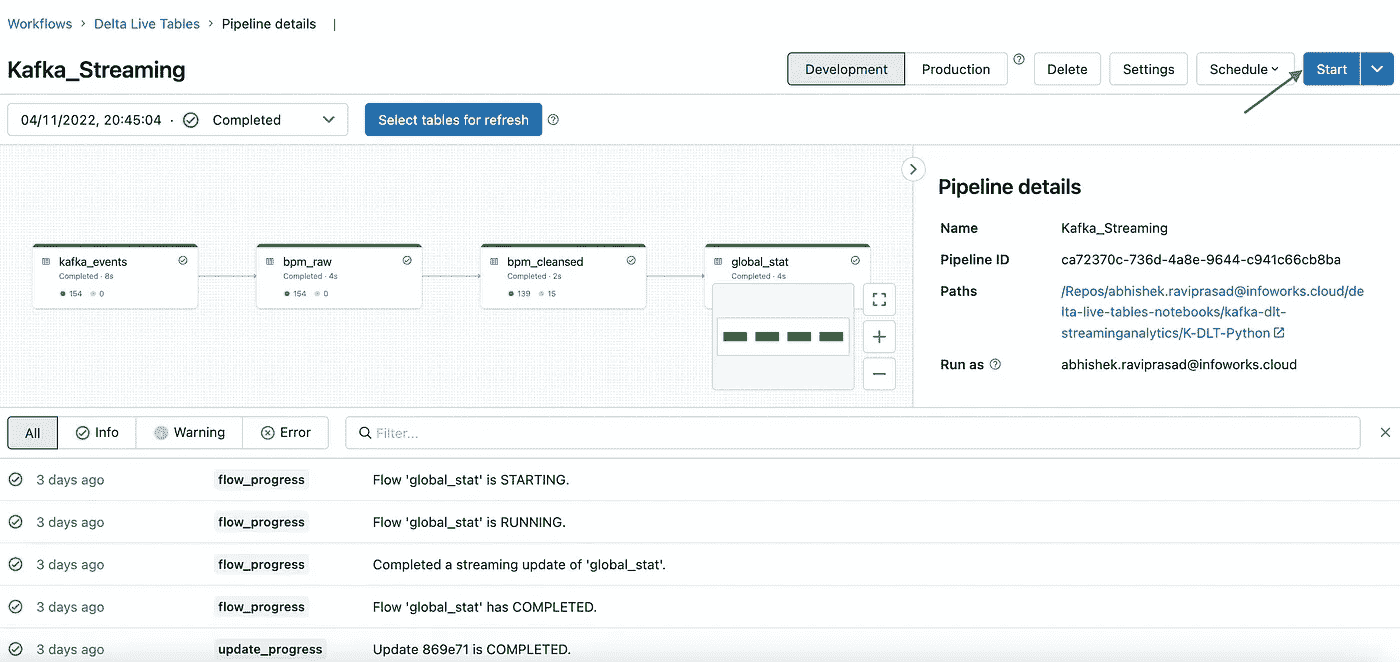 Workflows > Delta Live Tables > Pipeline details
Kafka_Streaming
Development Production Delete Settings Schedule Start
04/11/2022, 20:45:04 · Completed
Select tables for refresh
kafka_events
Completed · 8s
154 0
bpm_raw
Completed · 4s
154 0
bpm_cleansed
Completed · 2s
139 15
global_stat
Completed · 4s
Pipeline details
Name Kafka_Streaming
Pipeline ID ca72370c-736d-4a8e-9644-c941c66cb8ba
Paths /Repos/abhishek.raviprasad@infoworks.cloud/de
lta-live-tables-notebooks/kafka-dlt-
streaminganalytics/K-DLT-Python
Run as abhishek.raviprasad@infoworks.cloud
All Info Warning Error Filter...
3 days ago flow_progress Flow 'global_stat' is STARTING.
3 days ago flow_progress Flow 'global_stat' is RUNNING.
3 days ago flow_progress Completed a streaming update of 'global_stat'.
3 days ago flow_progress Flow 'global_stat' has COMPLETED.
3 days ago update_progress Update 869e71 is COMPLETED.